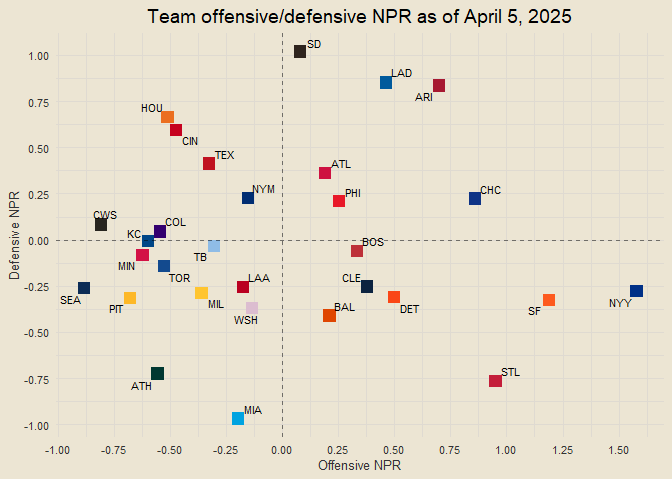 Team offensive/defensive NPR as of April 5, 2025
1.00
0.75
0.50
0.25
0.00
-0.25
-0.50
-0.75
-1.00
Defensive NPR
SD
LAD
ARI
HOU
CIN
TEX
ATL
NYM
PHI
CHC
CWS
COL
KC
BOS
TB
MIN
TOR
LAA
CLE
SEA
PIT
MIL
WSH
BAL
DET
SF
NYY
ATH
STL
MIA
-1.00 -0.75 -0.50 -0.25 0.00 0.25 0.50 0.75 1.00 1.25 1.50
Offensive NPR